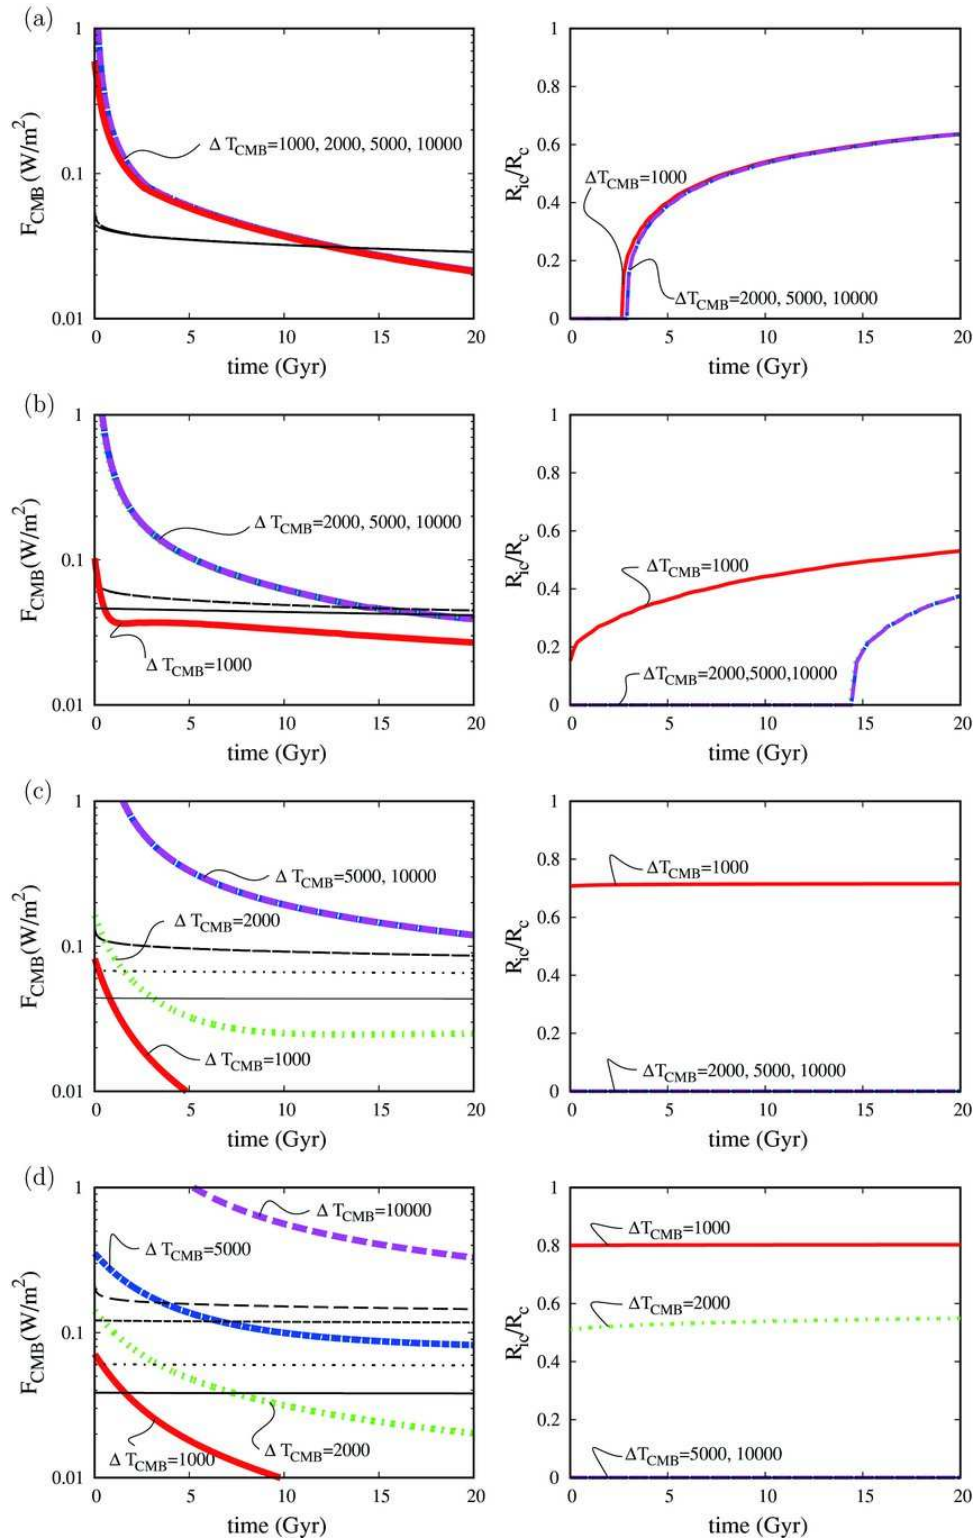 (a)
1
0.1
0.01
F_CMB (W/m²)
Δ T_CMB=1000, 2000, 5000, 10000
0 5 10 15 20
time (Gyr)
1
0.8
0.6
0.4
0.2
0
R_ic/R_c
ΔT_CMB=1000
ΔT_CMB=2000, 5000, 10000
0 5 10 15 20
time (Gyr)
(b)
1
0.1
0.01
F_CMB(W/m²)
Δ T_CMB=2000, 5000, 10000
Δ T_CMB=1000
0 5 10 15 20
time (Gyr)
1
0.8
0.6
0.4
0.2
0
R_ic/R_c
ΔT_CMB=1000
ΔT_CMB=2000,5000,10000
0 5 10 15 20
time (Gyr)
(c)
1
0.1
0.01
F_CMB(W/m²)
Δ T_CMB=5000, 10000
Δ T_CMB=2000
Δ T_CMB=1000
0 5 10 15 20
time (Gyr)
1
0.8
0.6
0.4
0.2
0
R_ic/R_c
ΔT_CMB=1000
ΔT_CMB=2000, 5000, 10000
0 5 10 15 20
time (Gyr)
(d)
1
0.1
0.01
F_CMB(W/m²)
Δ T_CMB=10000
Δ T_CMB=5000
Δ T_CMB=1000
Δ T_CMB=2000
0 5 10 15 20
time (Gyr)
1
0.8
0.6
0.4
0.2
0
R_ic/R_c
ΔT_CMB=1000
ΔT_CMB=2000
ΔT_CMB=5000, 10000
0 5 10 15 20
time (Gyr)